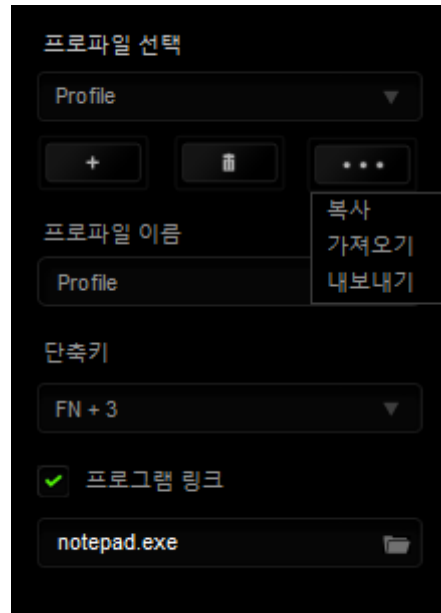 프로파일 선택
Profile
+
•••
복사
가져오기
내보내기
프로파일 이름
Profile
단축키
FN + 3
프로그램 링크
notepad.exe